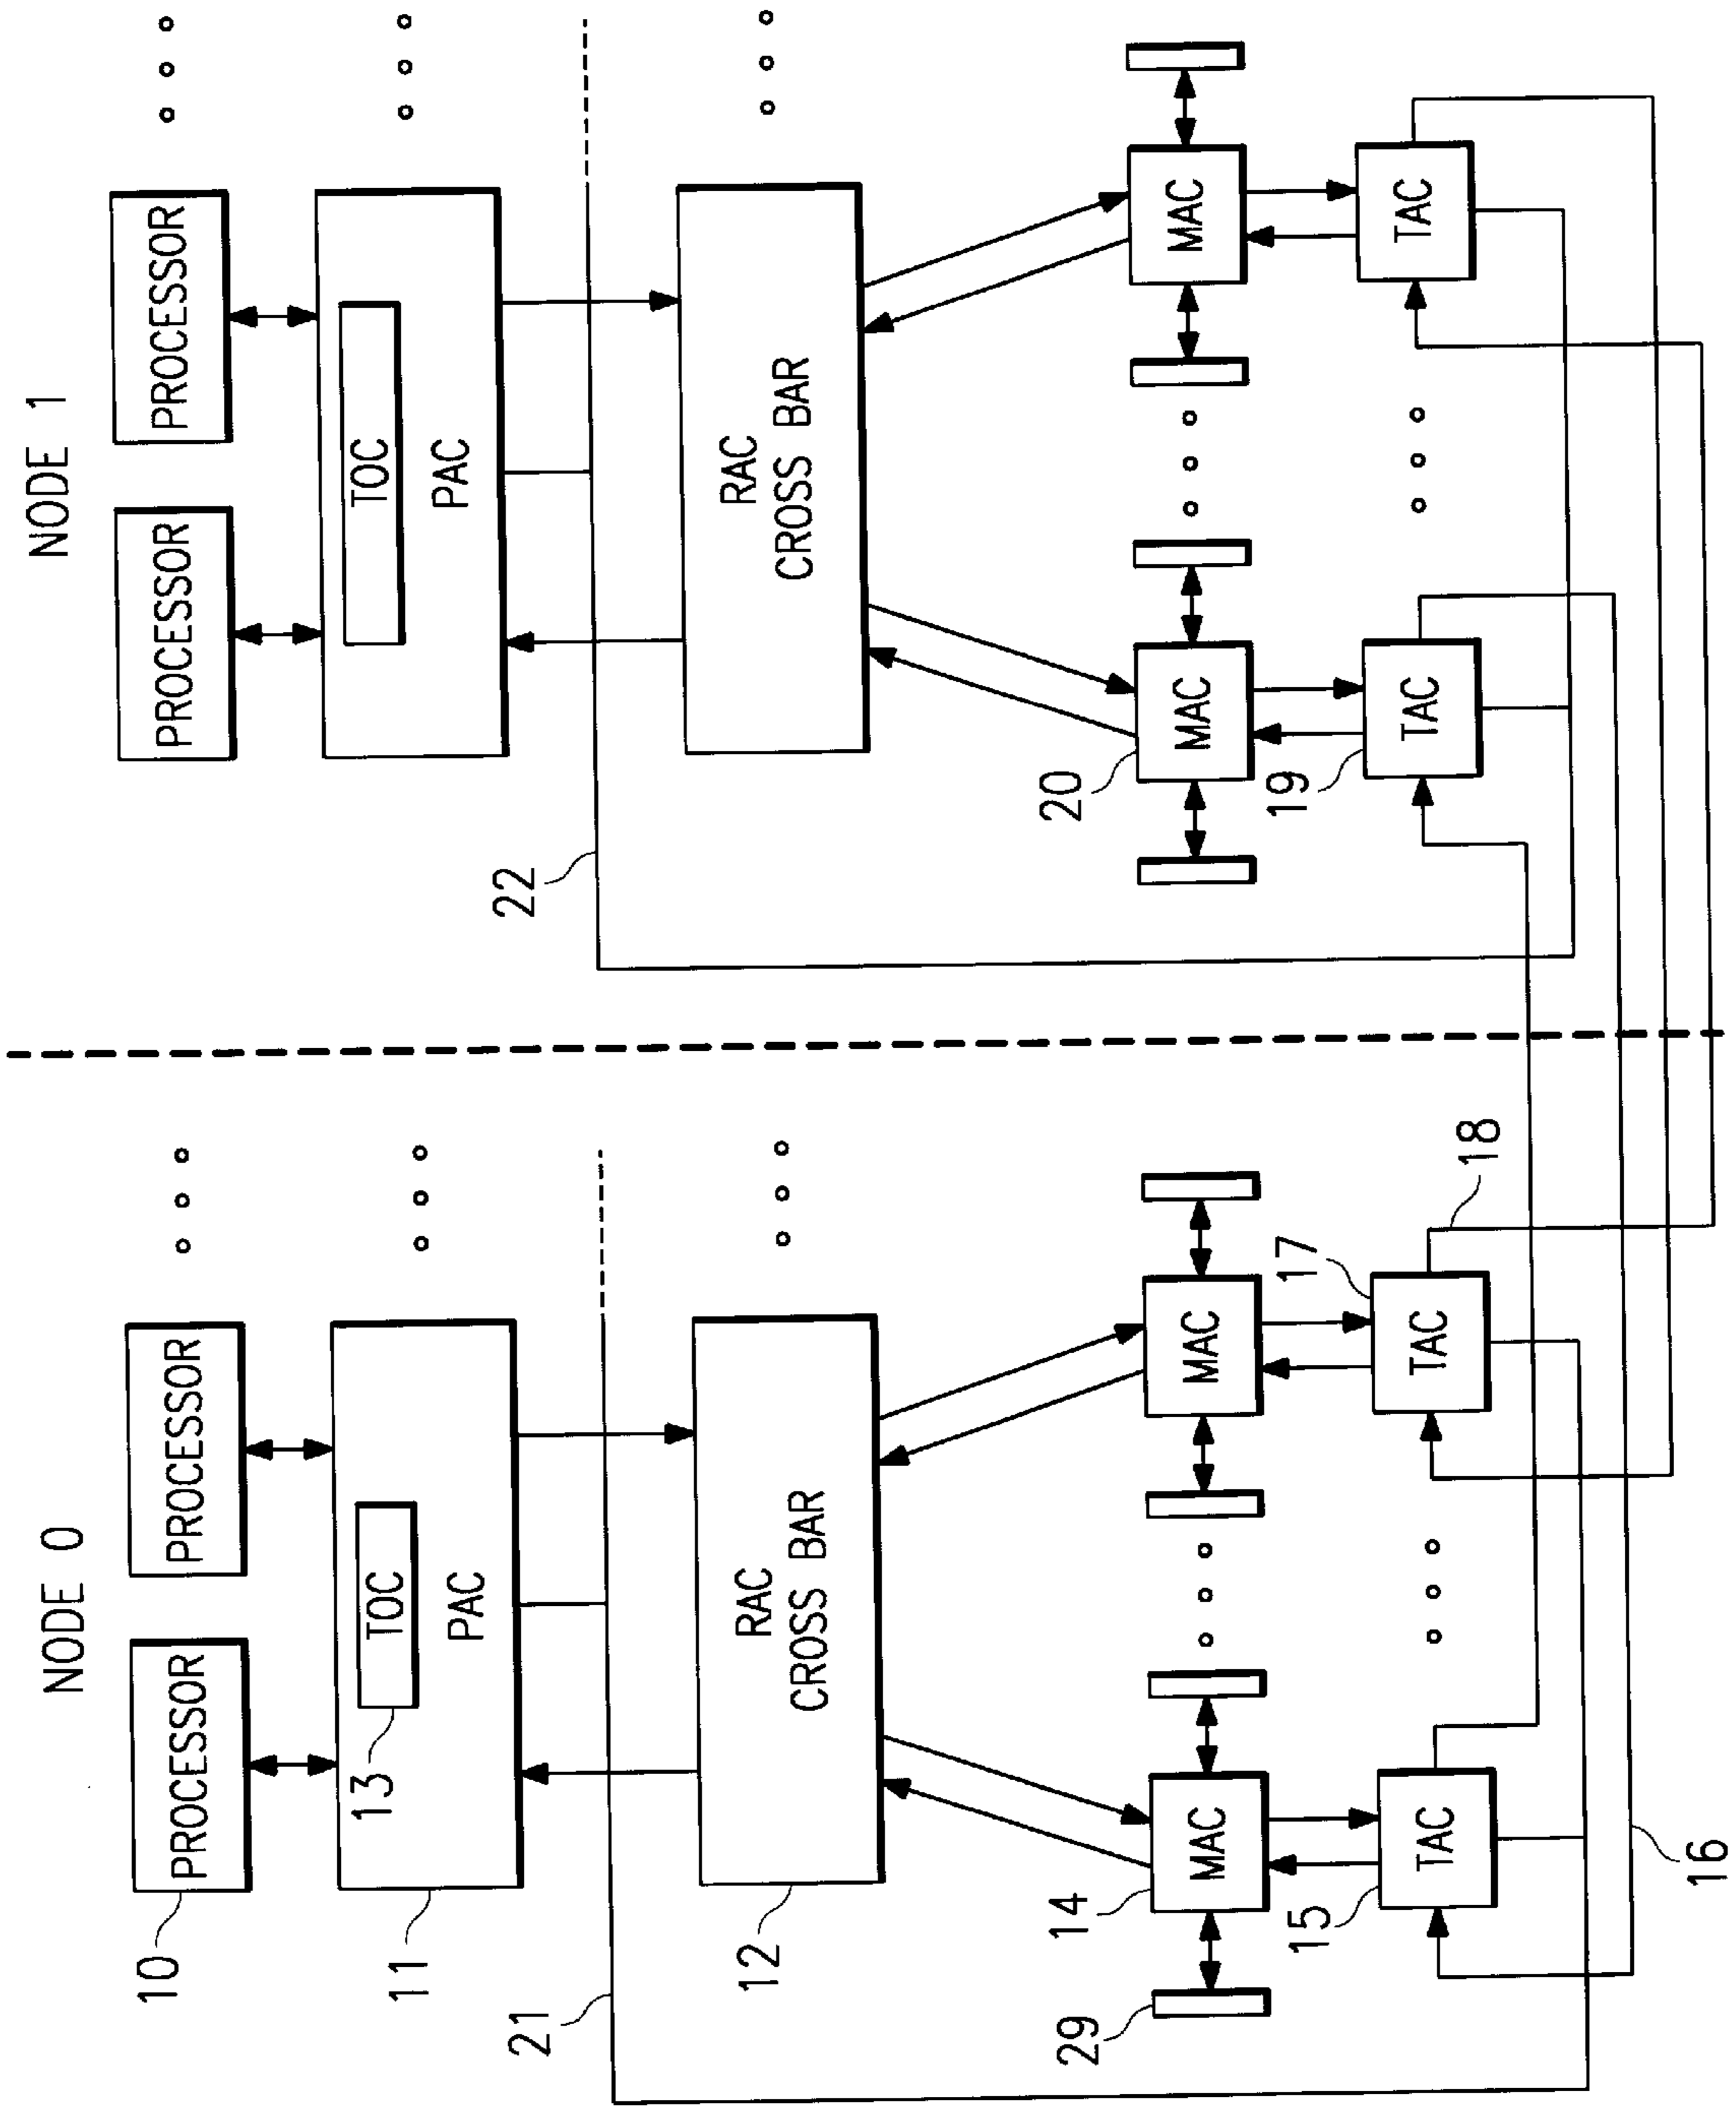 NODE 0
10
PROCESSOR
PROCESSOR
11
13
TOC
PAC
21
12
RAC
CROSS BAR
29
14
MAC
MAC
15
TAC
17
TAC
16
18
NODE 1
PROCESSOR
PROCESSOR
TOC
PAC
22
RAC
CROSS BAR
20
MAC
MAC
19
TAC
TAC